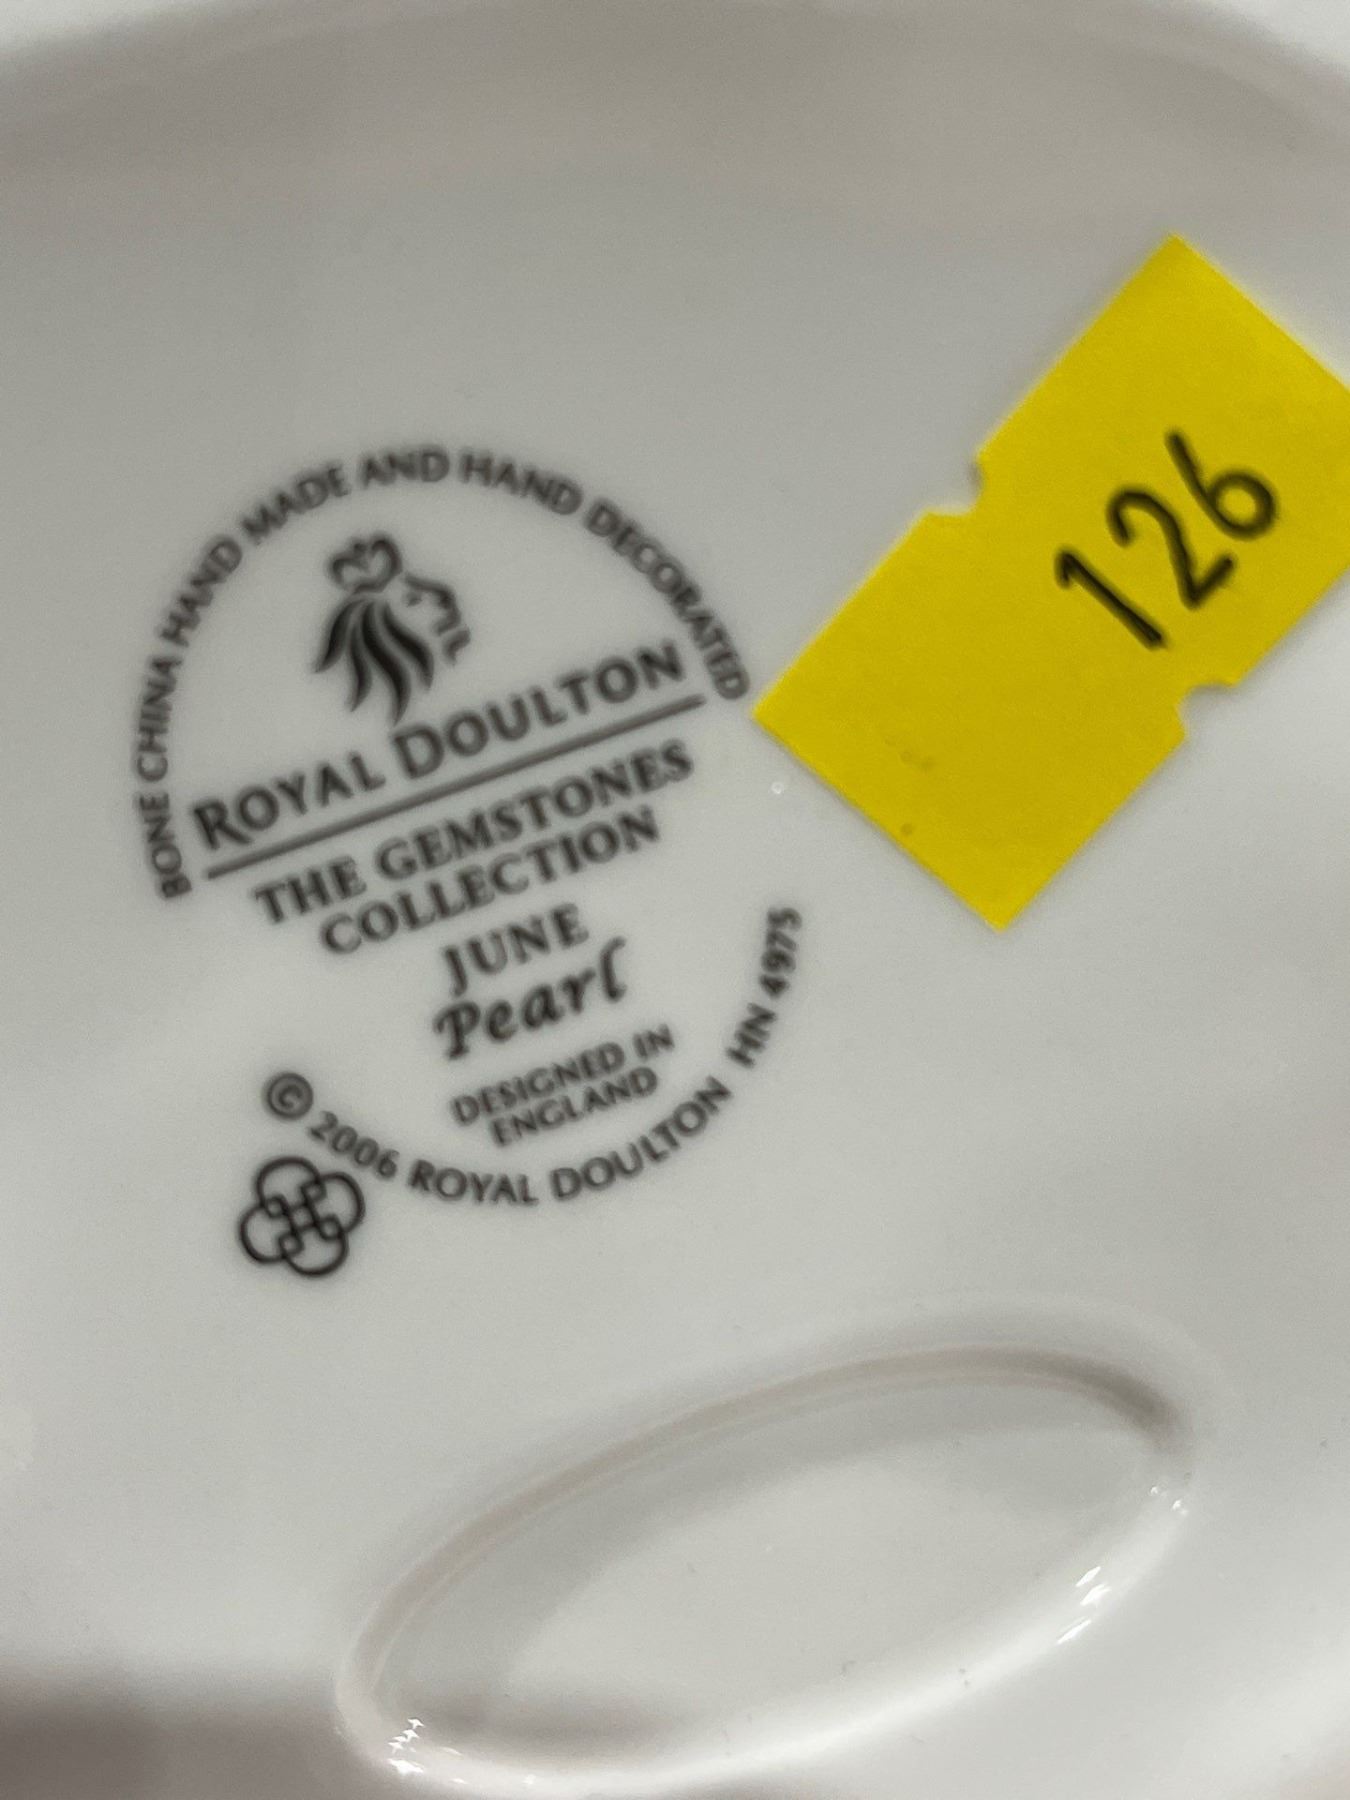 BONE CHINA HAND MADE AND HAND DECORATED
ROYAL DOULTON
THE GEMSTONES
COLLECTION
JUNE
Pearl
DESIGNED IN
ENGLAND
© 2006 ROYAL DOULTON HN 4975
126